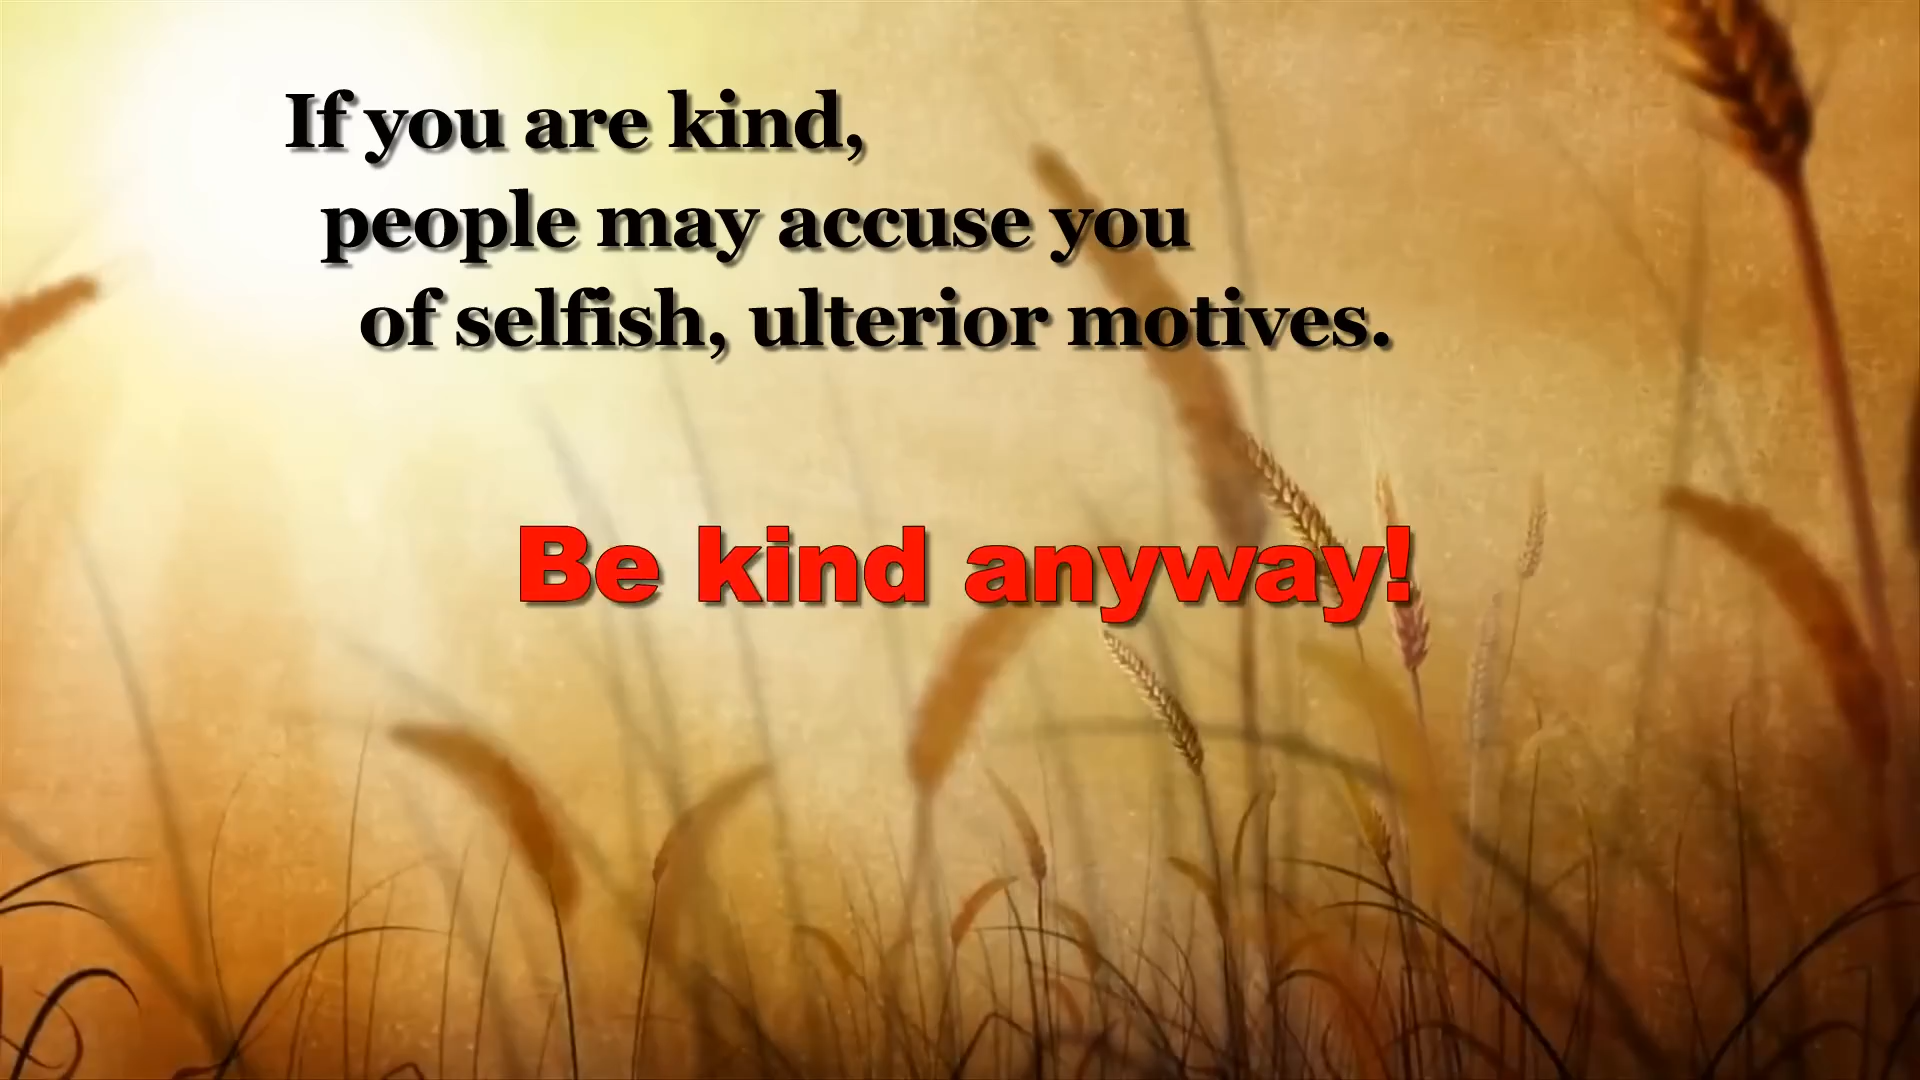 If you are kind,
people may accuse you
of selfish, ulterior motives.
Be kind anyway!